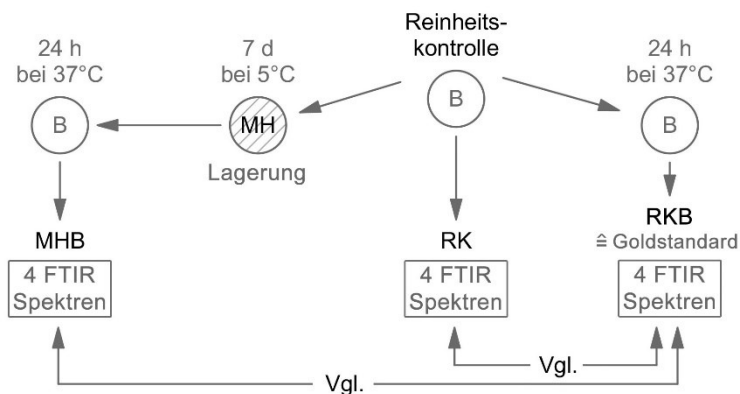 Reinheits-
kontrolle
24 h
bei 37°C
7 d
bei 5°C
24 h
bei 37°C
B
MH
B
B
Lagerung
MHB
RK
RKB
≙ Goldstandard
4 FTIR
Spektren
4 FTIR
Spektren
4 FTIR
Spektren
Vgl.
Vgl.